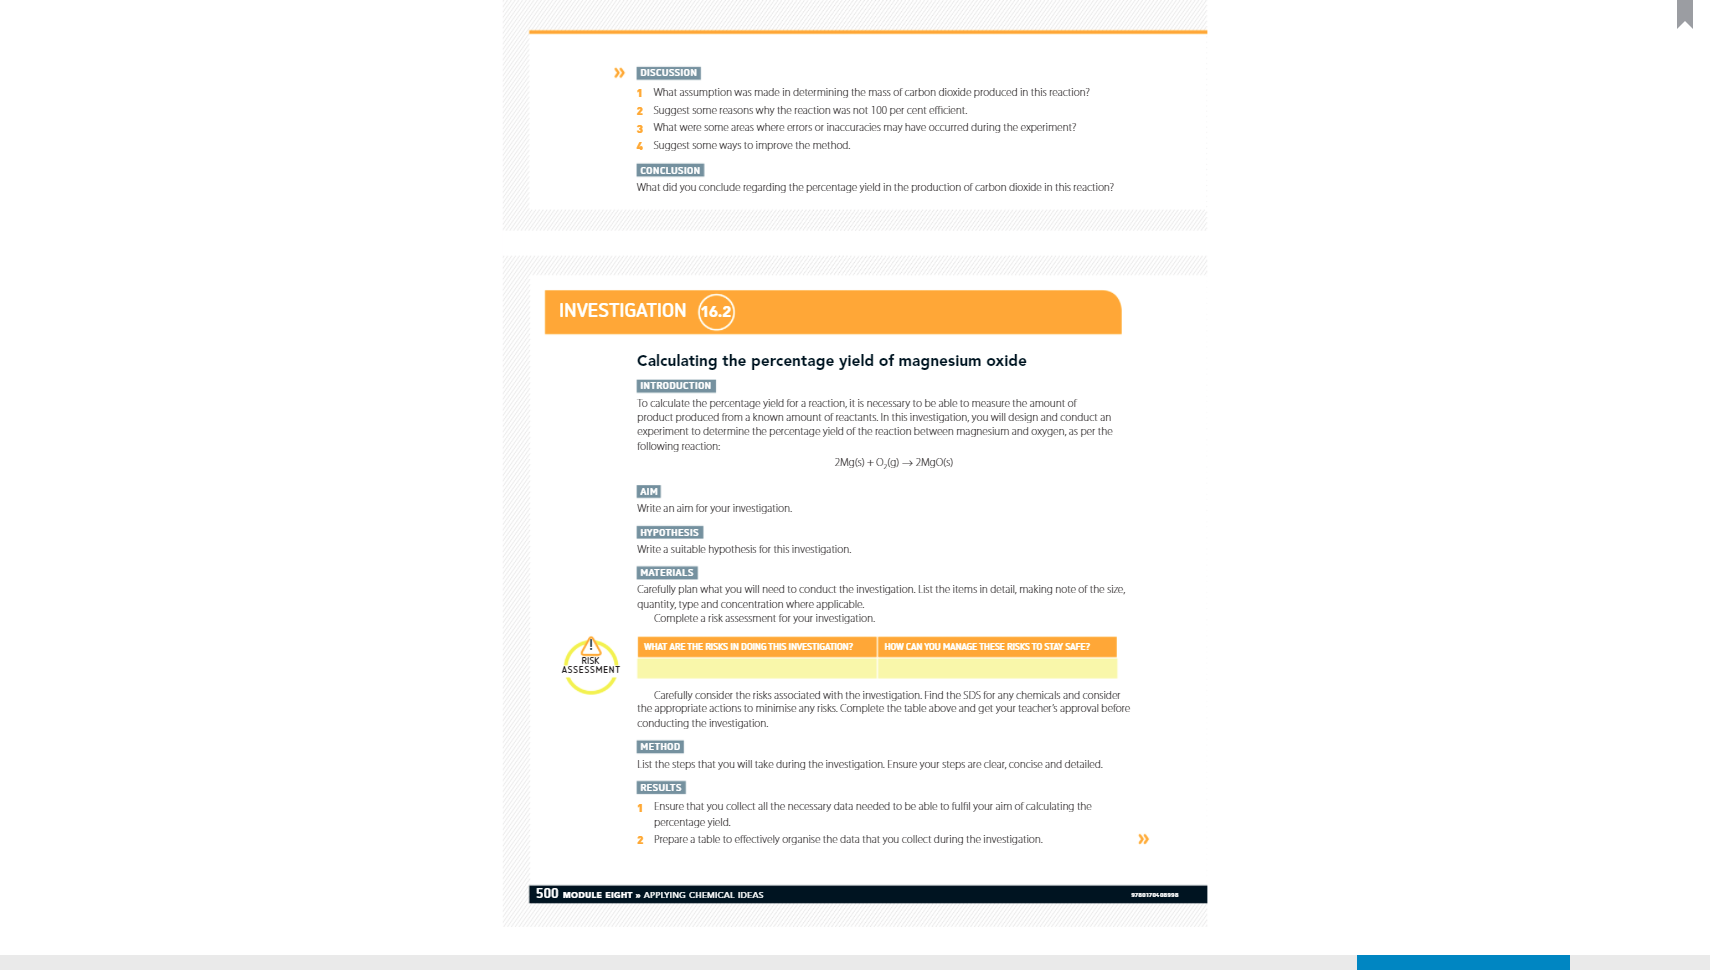 » DISCUSSION
1 What assumption was made in determining the mass of carbon dioxide produced in this reaction?
2 Suggest some reasons why the reaction was not 100 per cent efficient.
3 What were some areas where errors or inaccuracies may have occurred during the experiment?
4 Suggest some ways to improve the method.
CONCLUSION
What did you conclude regarding the percentage yield in the production of carbon dioxide in this reaction?
INVESTIGATION 16.2
Calculating the percentage yield of magnesium oxide
INTRODUCTION
To calculate the percentage yield for a reaction, it is necessary to be able to measure the amount of
product produced from a known amount of reactants. In this investigation, you will design and conduct an
experiment to determine the percentage yield of the reaction between magnesium and oxygen, as per the
following reaction:
2Mg(s) + O₂(g) → 2MgO(s)
AIM
Write an aim for your investigation.
HYPOTHESIS
Write a suitable hypothesis for this investigation.
MATERIALS
Carefully plan what you will need to conduct the investigation. List the items in detail, making note of the size,
quantity, type and concentration where applicable.
Complete a risk assessment for your investigation.
!
RISK
ASSESSMENT
WHAT ARE THE RISKS IN DOING THIS INVESTIGATION? HOW CAN YOU MANAGE THESE RISKS TO STAY SAFE?
Carefully consider the risks associated with the investigation. Find the SDS for any chemicals and consider
the appropriate actions to minimise any risks. Complete the table above and get your teacher's approval before
conducting the investigation.
METHOD
List the steps that you will take during the investigation. Ensure your steps are clear, concise and detailed.
RESULTS
1 Ensure that you collect all the necessary data needed to be able to fulfil your aim of calculating the
percentage yield.
2 Prepare a table to effectively organise the data that you collect during the investigation. »
500 MODULE EIGHT » APPLYING CHEMICAL IDEAS 9780170408998